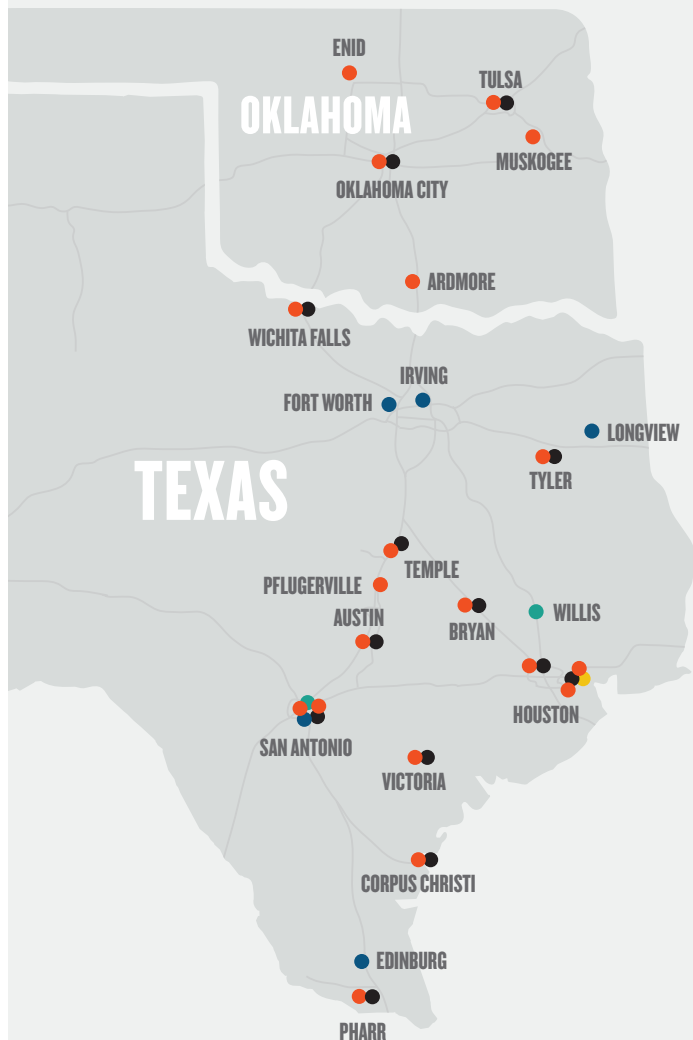 ENID
TULSA
OKLAHOMA
MUSKOGEE
OKLAHOMA CITY
ARDMORE
WICHITA FALLS
IRVING
FORT WORTH
LONGVIEW
TEXAS
TYLER
TEMPLE
PFLUGERVILLE
AUSTIN
BRYAN
WILLIS
HOUSTON
SAN ANTONIO
VICTORIA
CORPUS CHRISTI
EDINBURG
PHARR